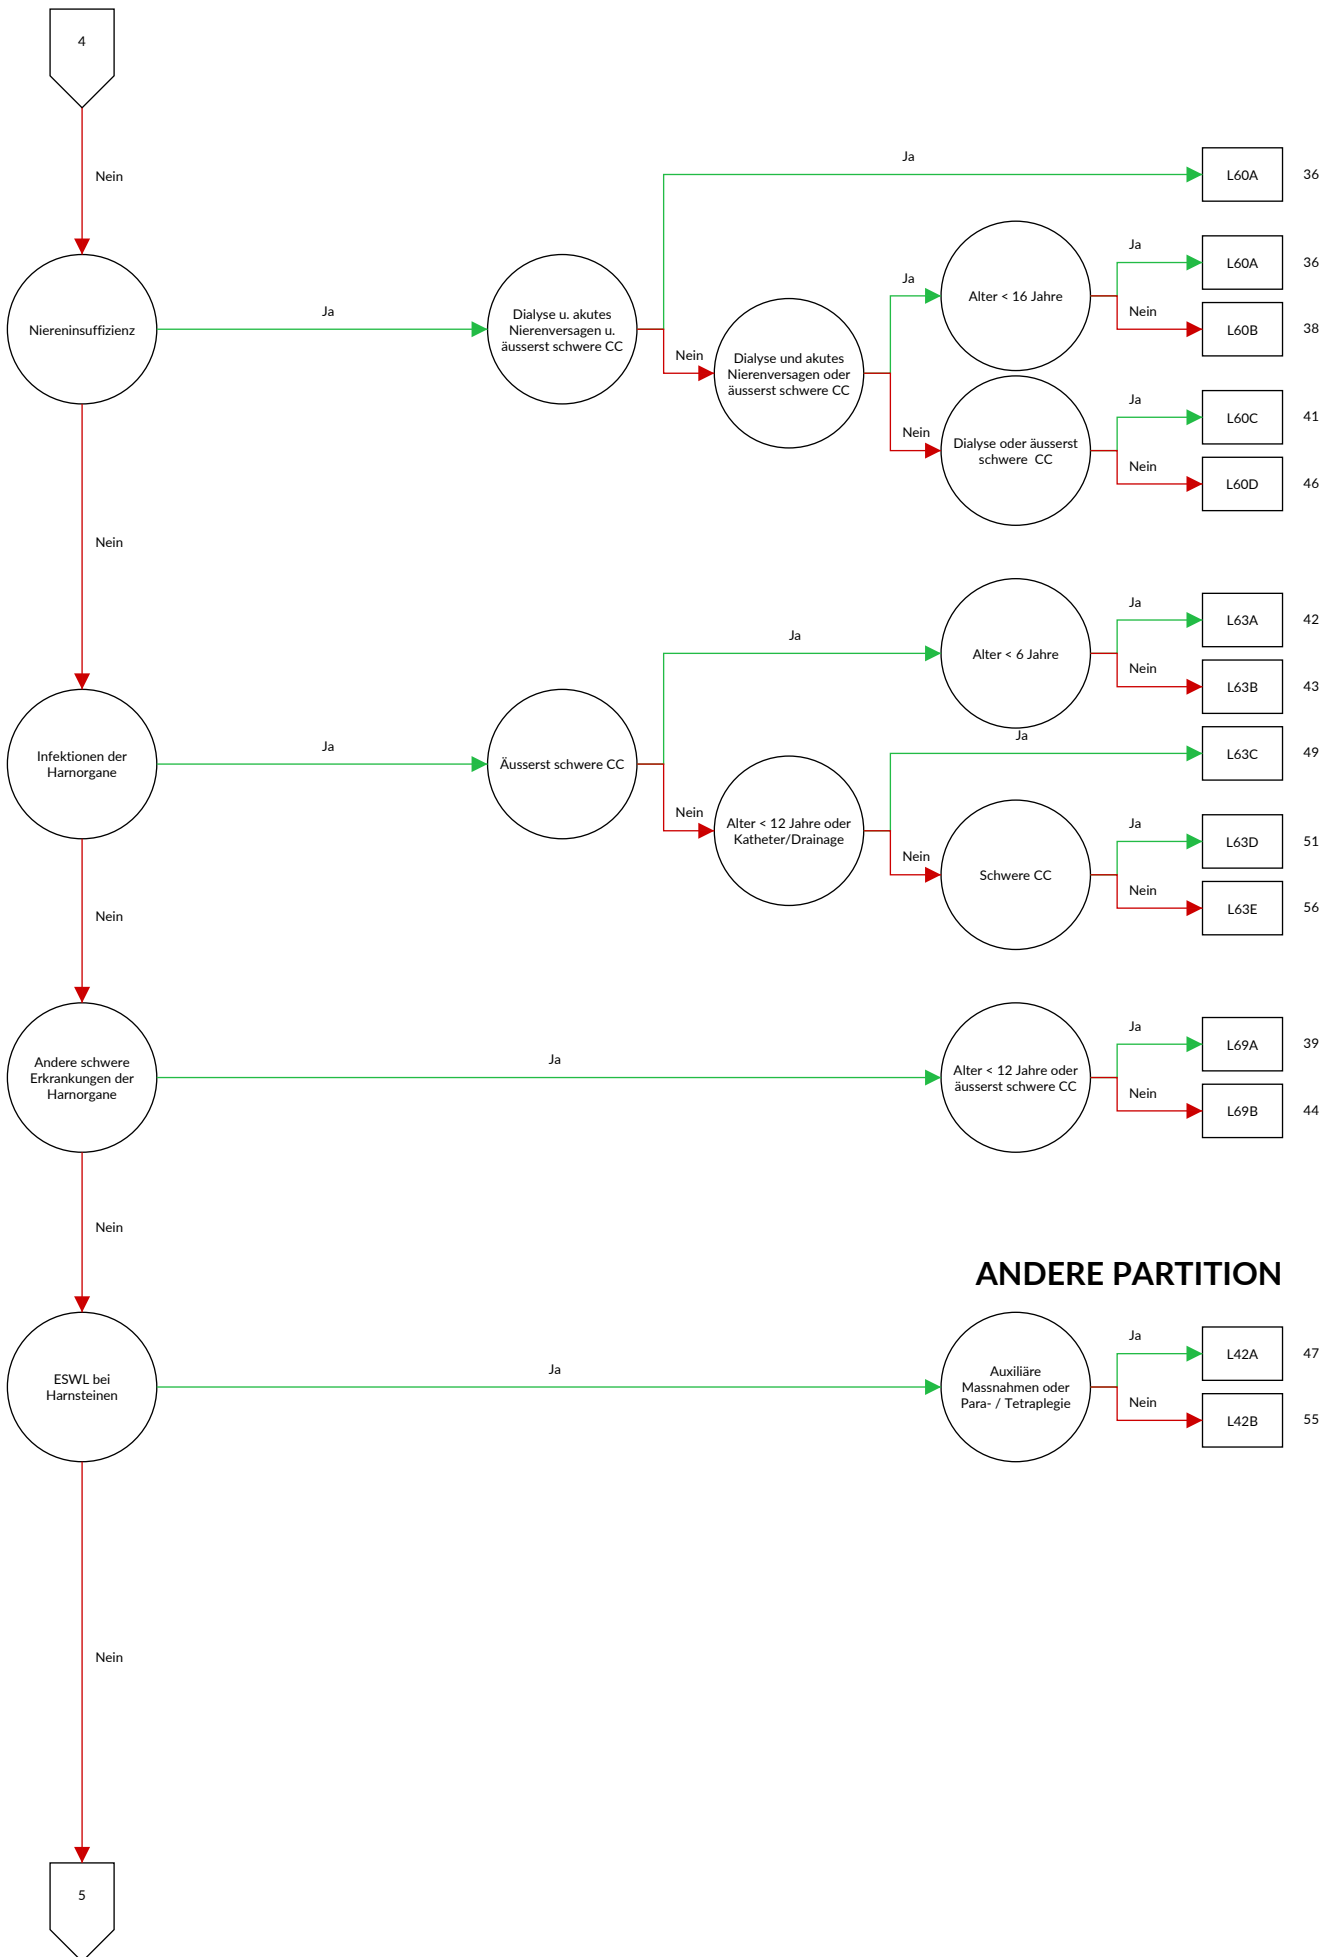 4
Nein
Ja
L60A
36
Ja
L60A
36
Ja
Alter < 16 Jahre
Nein
L60B
38
Niereninsuffizienz
Ja
Dialyse u. akutes
Nierenversagen u.
äusserst schwere CC
Nein
Dialyse und akutes
Nierenversagen oder
äusserst schwere CC
Ja
L60C
41
Nein
Dialyse oder äusserst
schwere CC
Nein
L60D
46
Nein
Ja
L63A
42
Ja
Alter < 6 Jahre
Nein
L63B
43
Ja
L63C
49
Infektionen der
Harnorgane
Ja
Äusserst schwere CC
Nein
Alter < 12 Jahre oder
Katheter/Drainage
Ja
L63D
51
Nein
Schwere CC
Nein
L63E
56
Nein
Ja
L69A
39
Andere schwere
Erkrankungen der
Harnorgane
Ja
Alter < 12 Jahre oder
äusserst schwere CC
Nein
L69B
44
Nein
ANDERE PARTITION
Ja
L42A
47
ESWL bei
Harnsteinen
Ja
Auxiliäre
Massnahmen oder
Para- / Tetraplegie
Nein
L42B
55
Nein
5